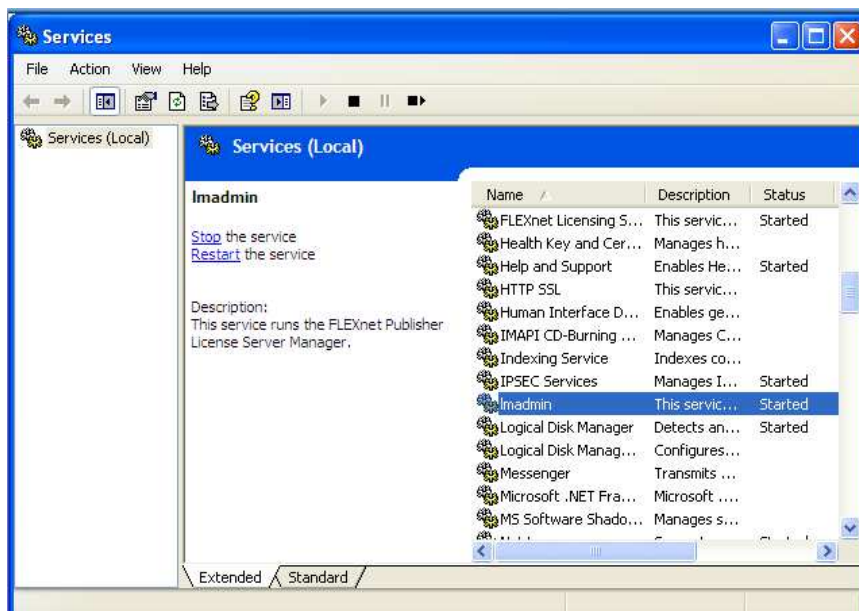 Services
File Action View Help
Services (Local)
Services (Local)
lmadmin
Stop the service
Restart the service
Description:
This service runs the FLEXnet Publisher
License Server Manager.
Name Description Status
FLEXnet Licensing S... This servic... Started
Health Key and Cer... Manages h...
Help and Support Enables He... Started
HTTP SSL This servic...
Human Interface D... Enables ge...
IMAPI CD-Burning ... Manages C...
Indexing Service Indexes co...
IPSEC Services Manages I... Started
lmadmin This servic... Started
Logical Disk Manager Detects an... Started
Logical Disk Manag... Configures...
Messenger Transmits ...
Microsoft .NET Fra... Microsoft ....
MS Software Shado... Manages s...
Extended Standard